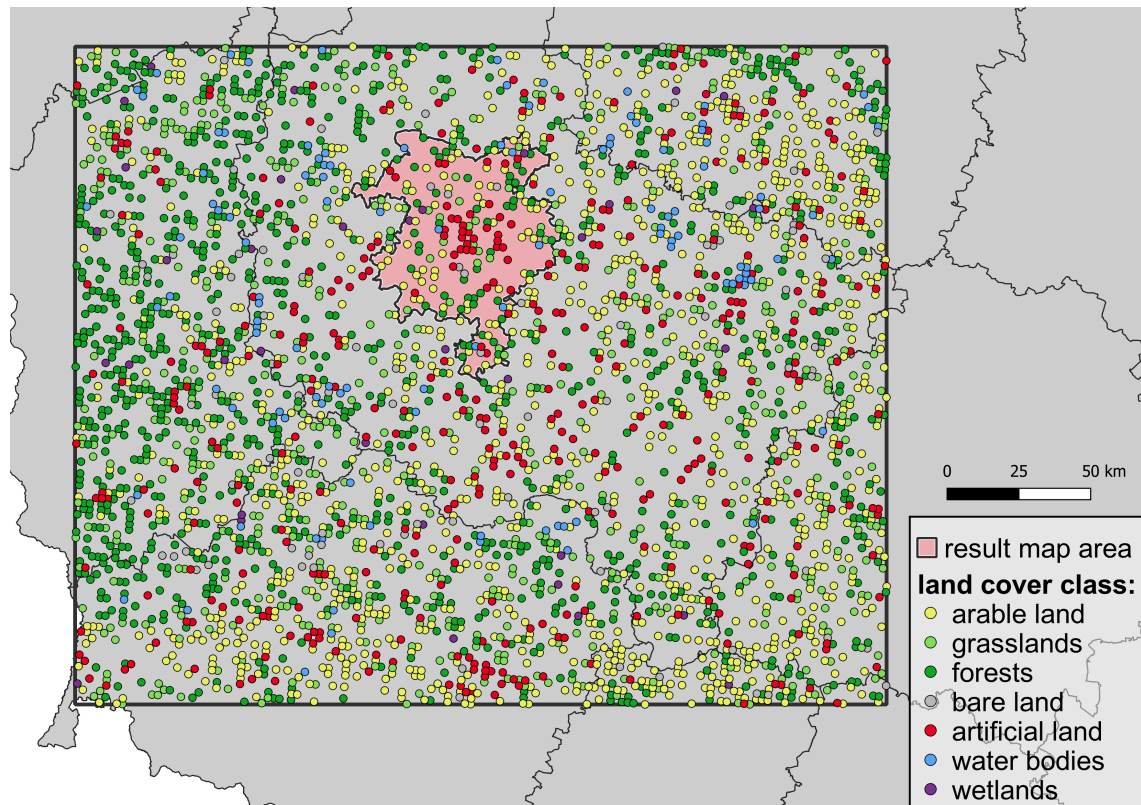 0 25 50 km
result map area
land cover class:
arable land
grasslands
forests
bare land
artificial land
water bodies
wetlands